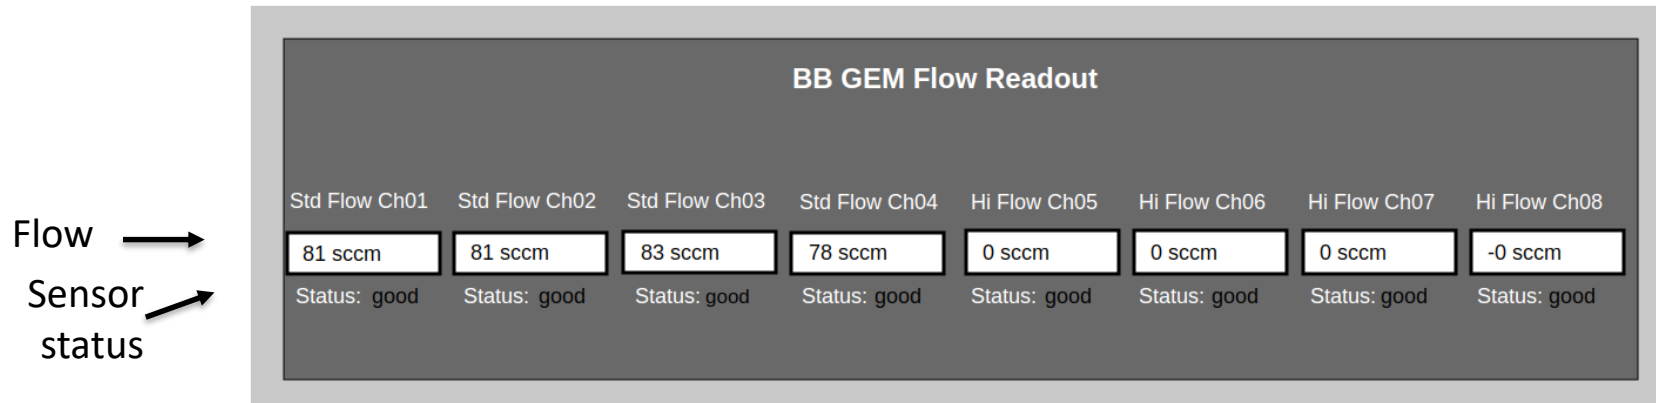 BB GEM Flow Readout
Std Flow Ch01 Std Flow Ch02 Std Flow Ch03 Std Flow Ch04 Hi Flow Ch05 Hi Flow Ch06 Hi Flow Ch07 Hi Flow Ch08
Flow
81 sccm 81 sccm 83 sccm 78 sccm 0 sccm 0 sccm 0 sccm -0 sccm
Sensor
status
Status: good Status: good Status: good Status: good Status: good Status: good Status: good Status: good